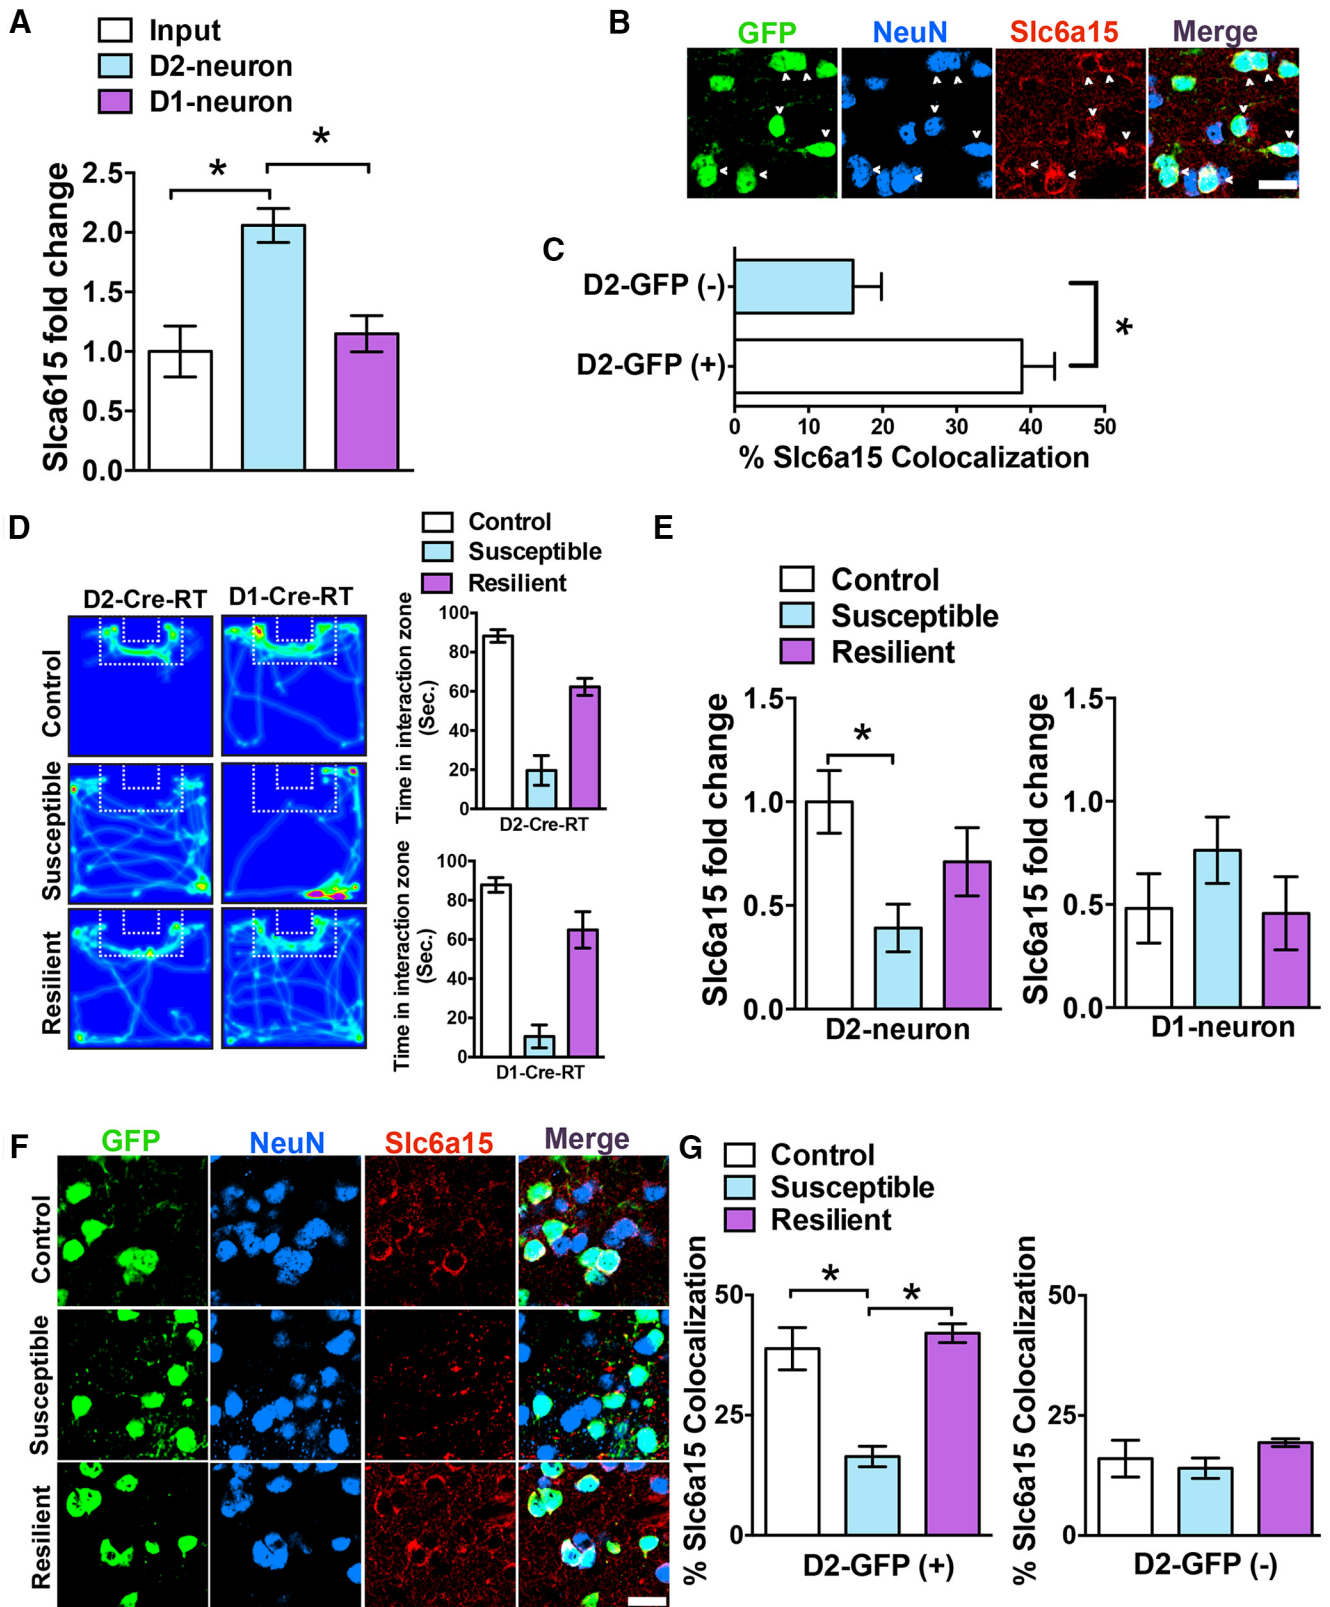 A
Input
D2-neuron
D1-neuron
*
*
Slca615 fold change
2.5
2.0
1.5
1.0
0.5
0.0
B
GFP NeuN Slc6a15 Merge
C
D2-GFP (-)
D2-GFP (+)
*
0 10 20 30 40 50
% Slc6a15 Colocalization
D
D2-Cre-RT D1-Cre-RT
Control
Susceptible
Resilient
Control
Susceptible
Resilient
Time in interaction zone
(Sec.)
100
80
60
40
20
0
D2-Cre-RT
Time in interaction zone
(Sec.)
100
80
60
40
20
0
D1-Cre-RT
E
Control
Susceptible
Resilient
Slc6a15 fold change
1.5
1.0
0.5
0.0
*
D2-neuron
Slc6a15 fold change
1.5
1.0
0.5
0.0
D1-neuron
F
GFP NeuN Slc6a15 Merge
Control
Susceptible
Resilient
G
Control
Susceptible
Resilient
% Slc6a15 Colocalization
50
25
0
*
*
D2-GFP (+)
% Slc6a15 Colocalization
50
25
0
D2-GFP (-)